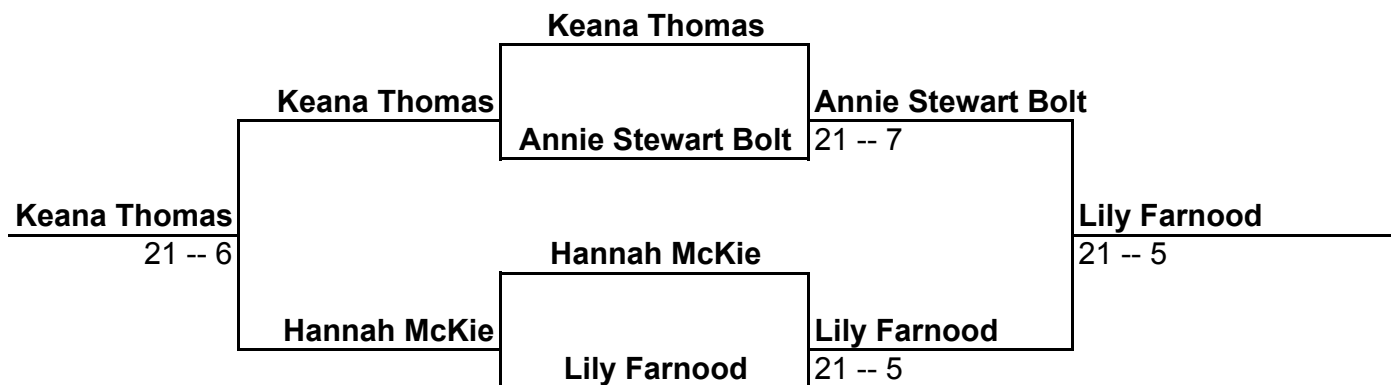 Keana Thomas
Keana Thomas
Annie Stewart Bolt
Annie Stewart Bolt
21 -- 7
Keana Thomas
Lily Farnood
21 -- 6
Hannah McKie
21 -- 5
Hannah McKie
Lily Farnood
Lily Farnood
21 -- 5